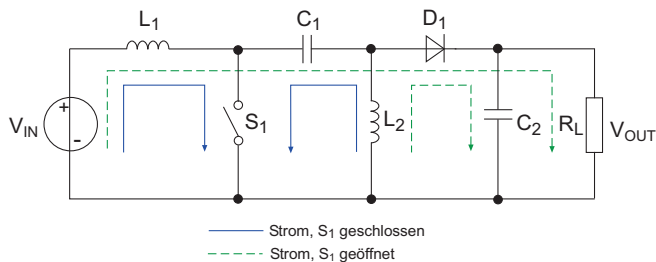 L1 C1 D1
VIN + - S1 L2 C2 RL VOUT
Strom, S1 geschlossen
Strom, S1 geöffnet